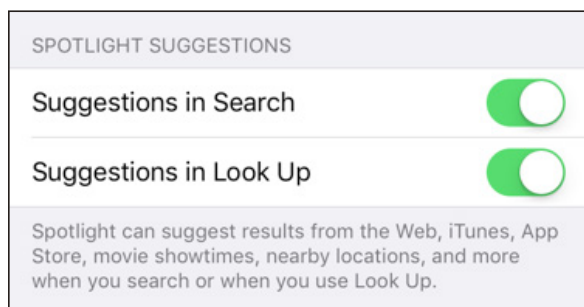 SPOTLIGHT SUGGESTIONS
Suggestions in Search
Suggestions in Look Up
Spotlight can suggest results from the Web, iTunes, App
Store, movie showtimes, nearby locations, and more
when you search or when you use Look Up.